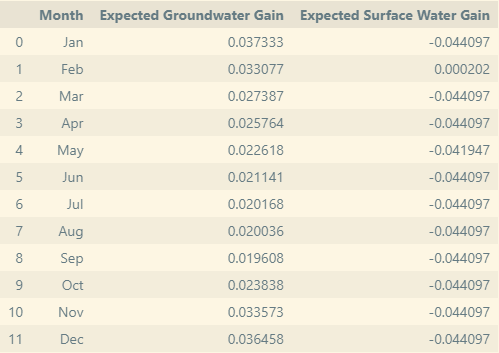 Month Expected Groundwater Gain Expected Surface Water Gain
0 Jan 0.037333 -0.044097
1 Feb 0.033077 0.000202
2 Mar 0.027387 -0.044097
3 Apr 0.025764 -0.044097
4 May 0.022618 -0.041947
5 Jun 0.021141 -0.044097
6 Jul 0.020168 -0.044097
7 Aug 0.020036 -0.044097
8 Sep 0.019608 -0.044097
9 Oct 0.023838 -0.044097
10 Nov 0.033573 -0.044097
11 Dec 0.036458 -0.044097